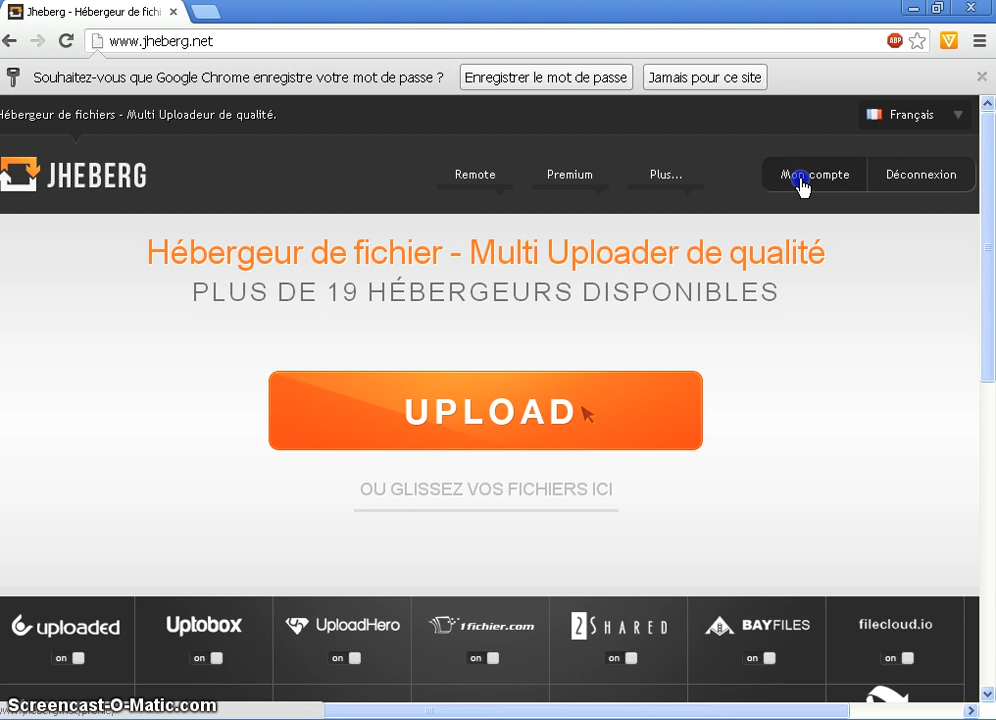 Jheberg - Hébergeur de fichi
www.jheberg.net
ABP
Souhaitez-vous que Google Chrome enregistre votre mot de passe ?
Enregistrer le mot de passe
Jamais pour ce site
Hébergeur de fichiers - Multi Uploadeur de qualité.
Français
JHEBERG
Remote
Premium
Plus...
Mon compte
Déconnexion
Hébergeur de fichier - Multi Uploader de qualité
PLUS DE 19 HÉBERGEURS DISPONIBLES
UPLOAD
OU GLISSEZ VOS FICHIERS ICI
uploaded
Uptobox
UploadHero
1fichier.com
2SHARED
BAYFILES
filecloud.io
on
on
on
on
on
on
on
Screencast-O-Matic.com